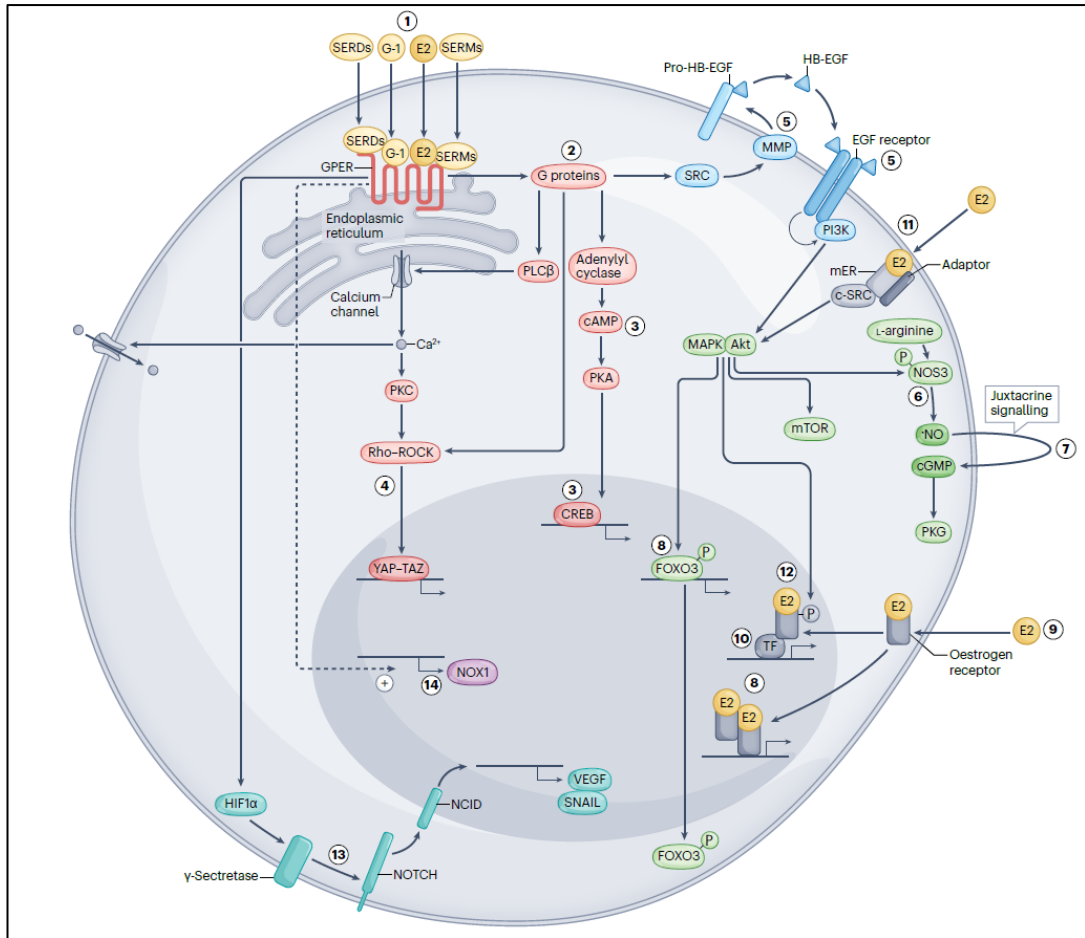 1
SERDs
G-1
E2
SERMs
SERDs
G-1
E2
SERMs
GPER
Endoplasmic
reticulum
Calcium
channel
Ca²⁺
PKC
Rho–ROCK
4
YAP–TAZ
2
G proteins
PLCβ
Adenylyl
cyclase
cAMP
3
PKA
3
CREB
SRC
Pro-HB-EGF
HB-EGF
5
MMP
EGF receptor
5
PI3K
E2
11
E2
mER
Adaptor
c-SRC
MAPK
Akt
mTOR
L-arginine
P
NOS3
6
Juxtacrine
signalling
•NO
7
cGMP
PKG
8
P
FOXO3
12
E2
P
10
TF
E2
E2
9
Oestrogen
receptor
8
E2
E2
+
14
NOX1
HIF1α
γ-Sectretase
13
NOTCH
NCID
VEGF
SNAIL
P
FOXO3